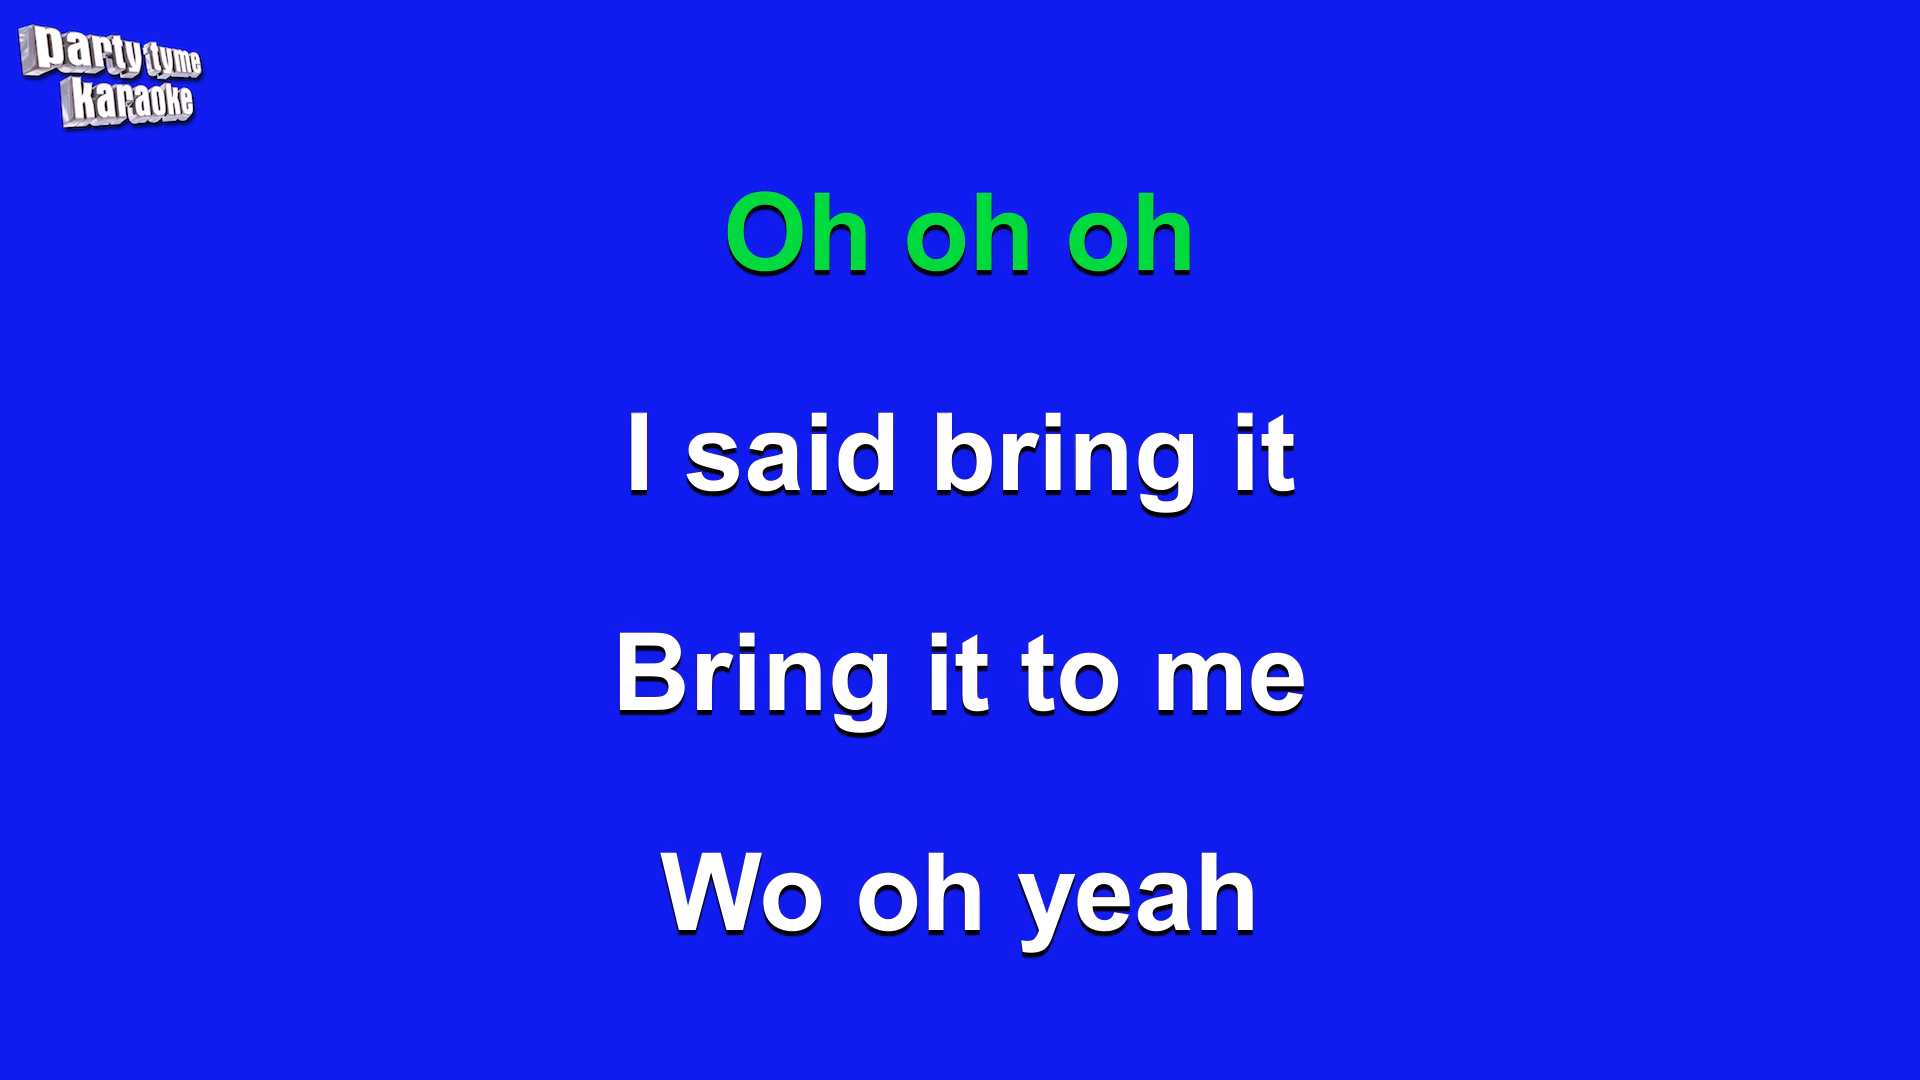 party tyme
karaoke
Oh oh oh
I said bring it
Bring it to me
Wo oh yeah